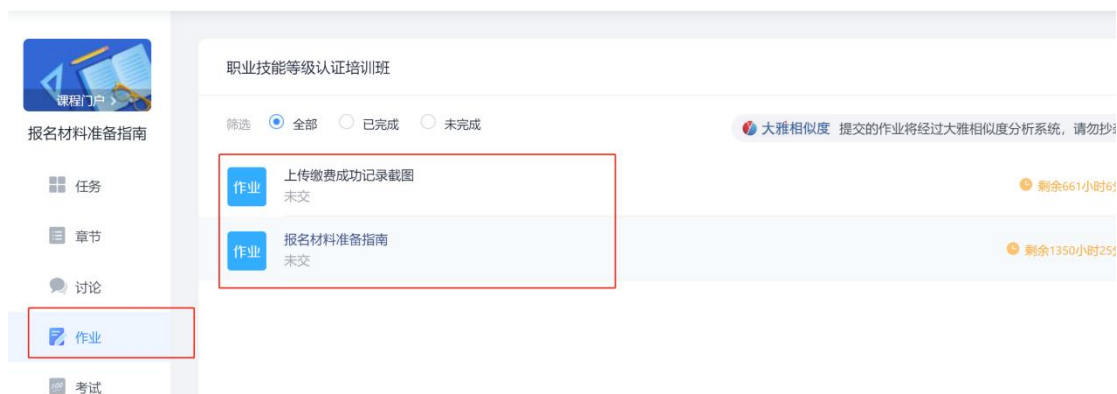 课程门户 >
报名材料准备指南
任务
章节
讨论
作业
考试
职业技能等级认证培训班
筛选 全部 已完成 未完成
大雅相似度 提交的作业将经过大雅相似度分析系统，请勿抄
作业 上传缴费成功记录截图
未交
剩余661小时6分
作业 报名材料准备指南
未交
剩余1350小时25分